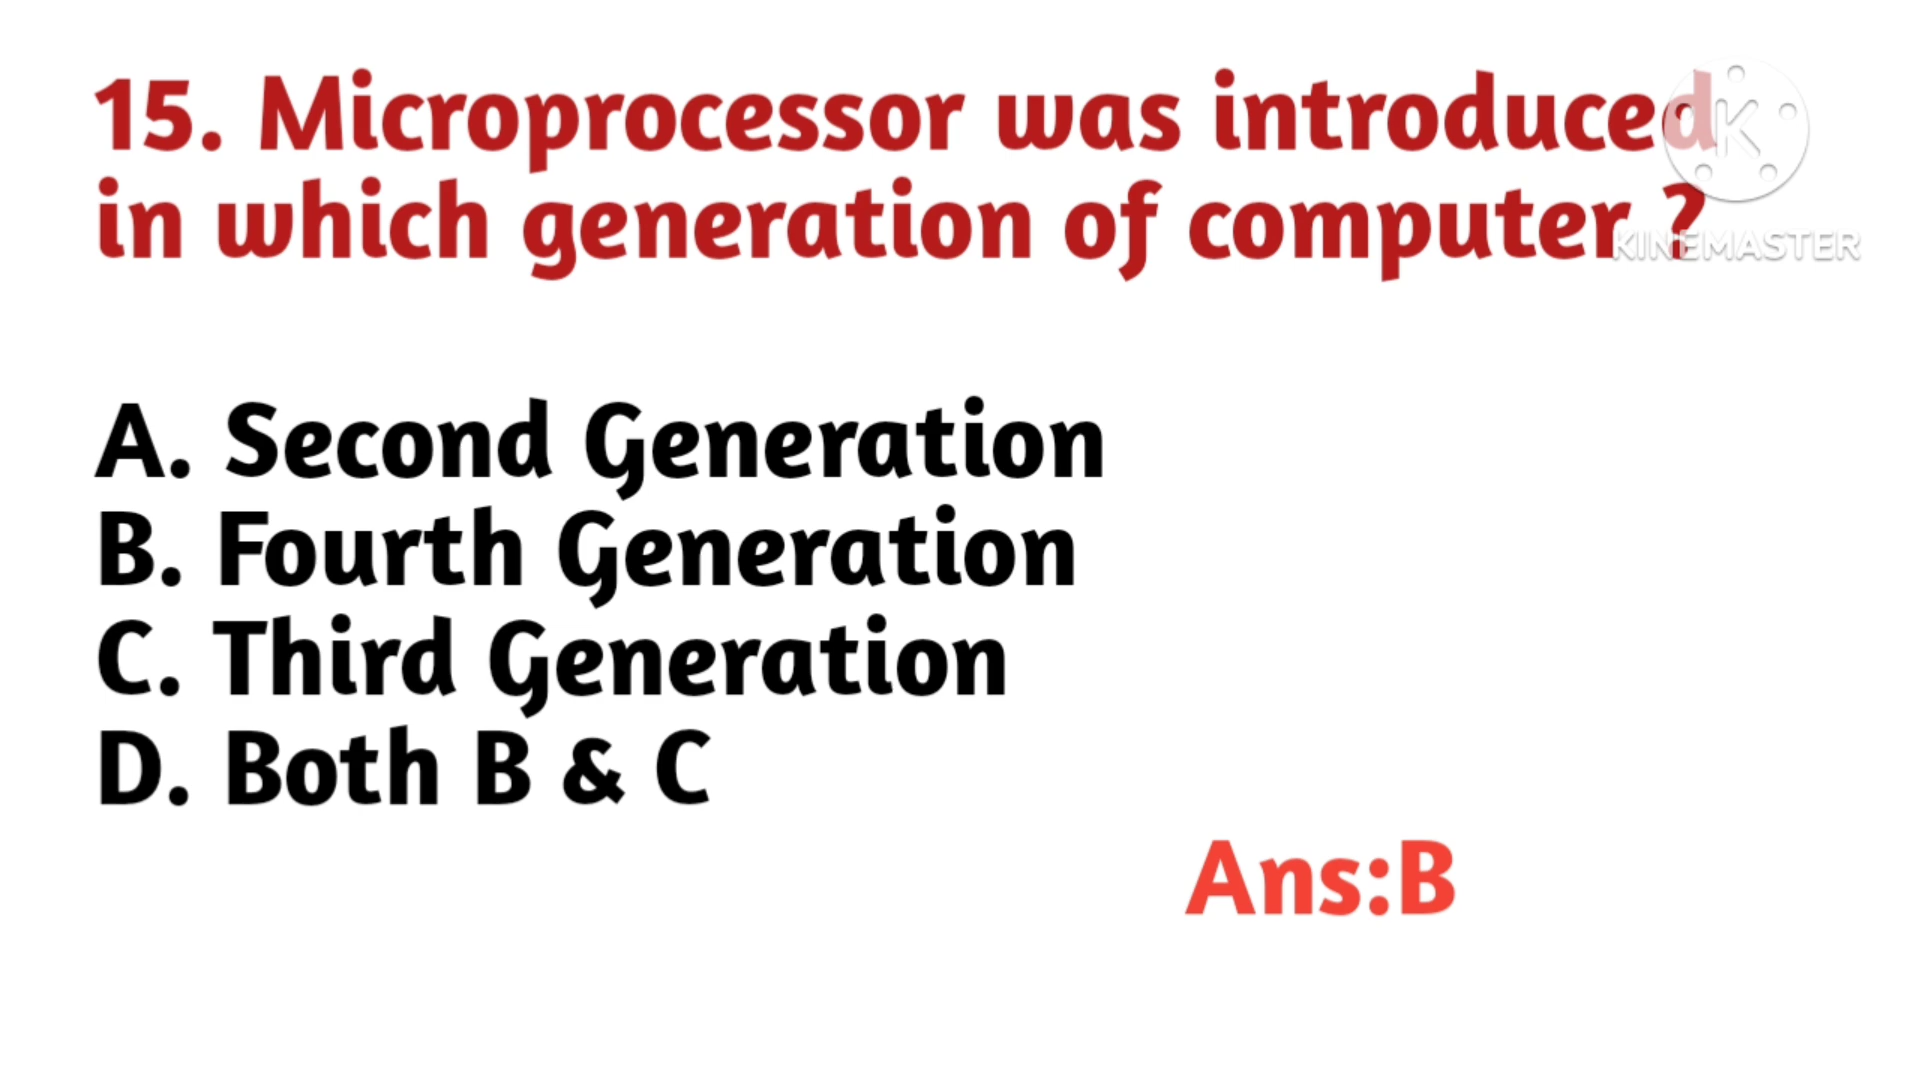 15. Microprocessor was introduced
in which generation of computer ?
KINEMASTER
A. Second Generation
B. Fourth Generation
C. Third Generation
D. Both B & C
Ans:B